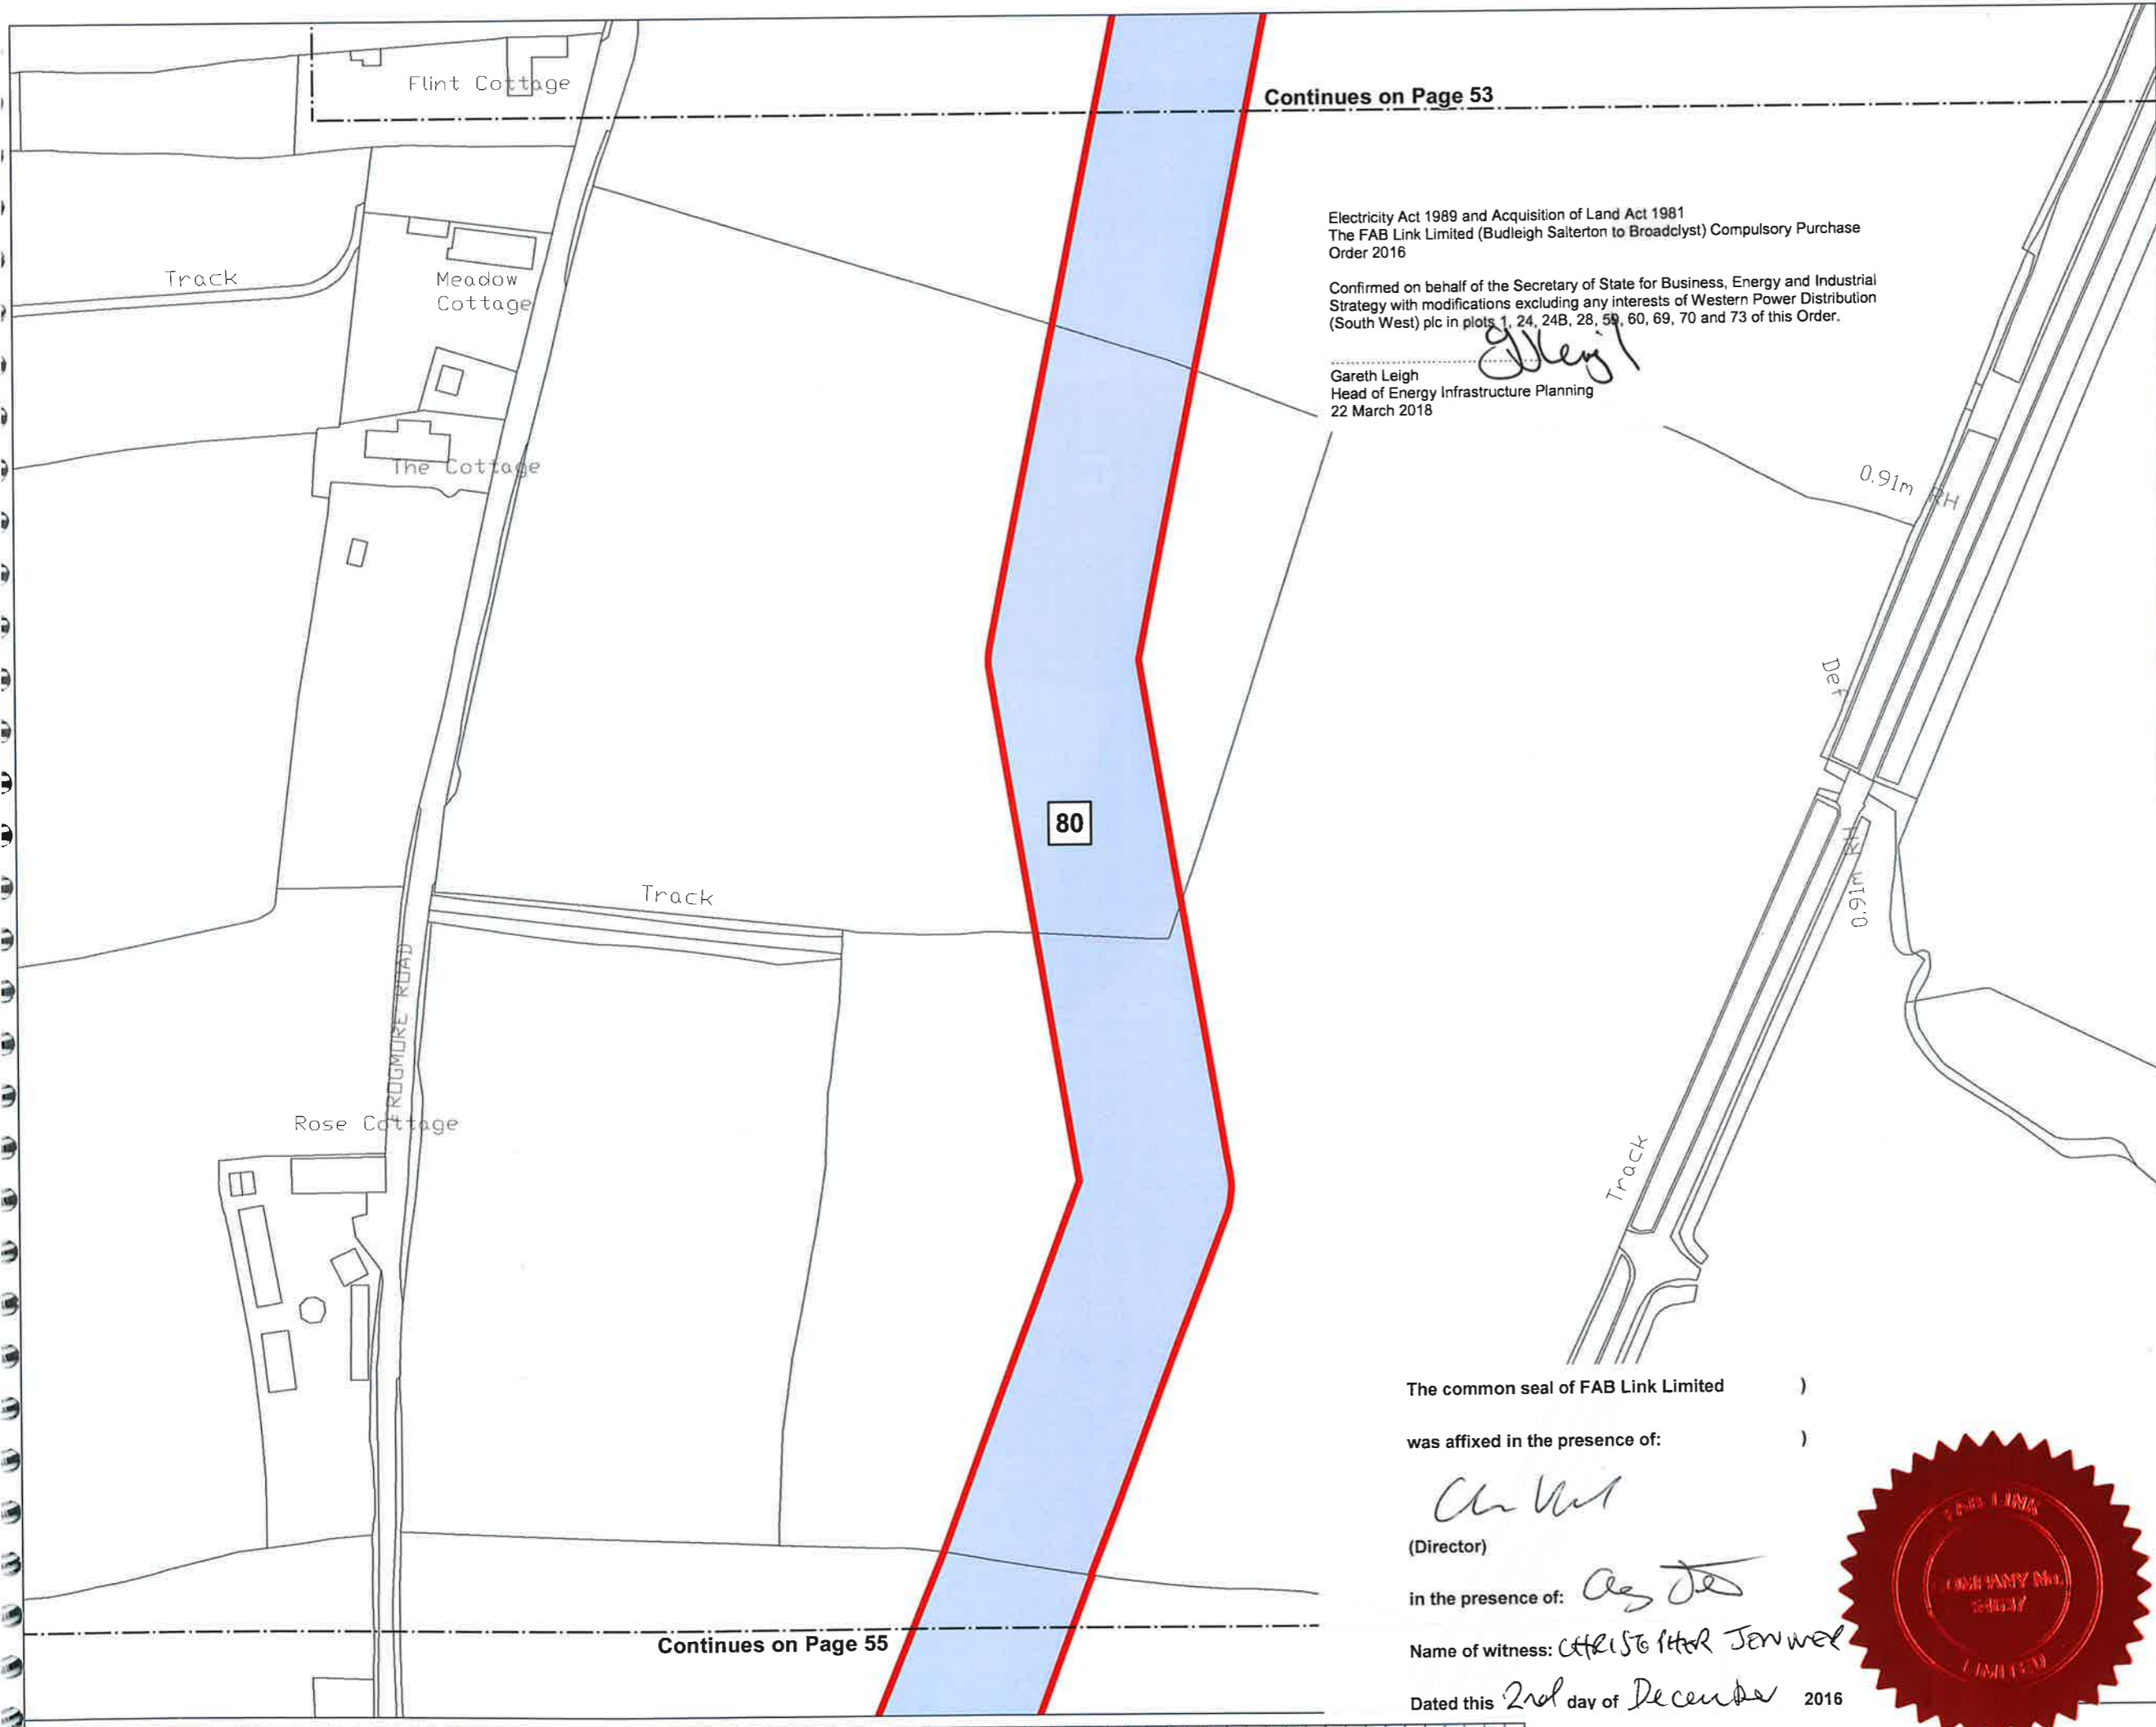 Flint Cottage
Continues on Page 53
Electricity Act 1989 and Acquisition of Land Act 1981
The FAB Link Limited (Budleigh Salterton to Broadclyst) Compulsory Purchase
Order 2016
Confirmed on behalf of the Secretary of State for Business, Energy and Industrial
Strategy with modifications excluding any interests of Western Power Distribution
(South West) plc in plots 1, 24, 24B, 28, 59, 60, 69, 70 and 73 of this Order.
Gareth Leigh
Head of Energy Infrastructure Planning
22 March 2018
Track
Meadow
Cottage
The Cottage
0.91m RH
Def
80
Track
0.91m RH
FROGMORE ROAD
Rose Cottage
Track
The common seal of FAB Link Limited )
was affixed in the presence of: )
(Director)
in the presence of:
Name of witness: CHRISTOPHER JENNER
Dated this 2nd day of December 2016
FAB LINK
COMPANY No.
LIMITED
Continues on Page 55